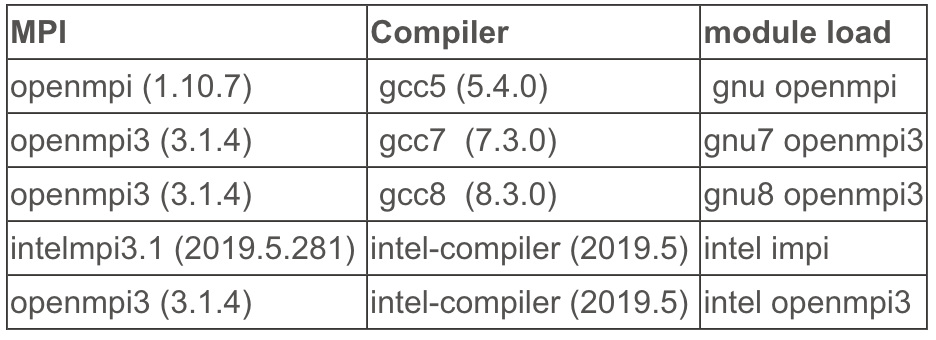 MPI Compiler module load
openmpi (1.10.7) gcc5 (5.4.0) gnu openmpi
openmpi3 (3.1.4) gcc7 (7.3.0) gnu7 openmpi3
openmpi3 (3.1.4) gcc8 (8.3.0) gnu8 openmpi3
intelmpi3.1 (2019.5.281) intel-compiler (2019.5) intel impi
openmpi3 (3.1.4) intel-compiler (2019.5) intel openmpi3